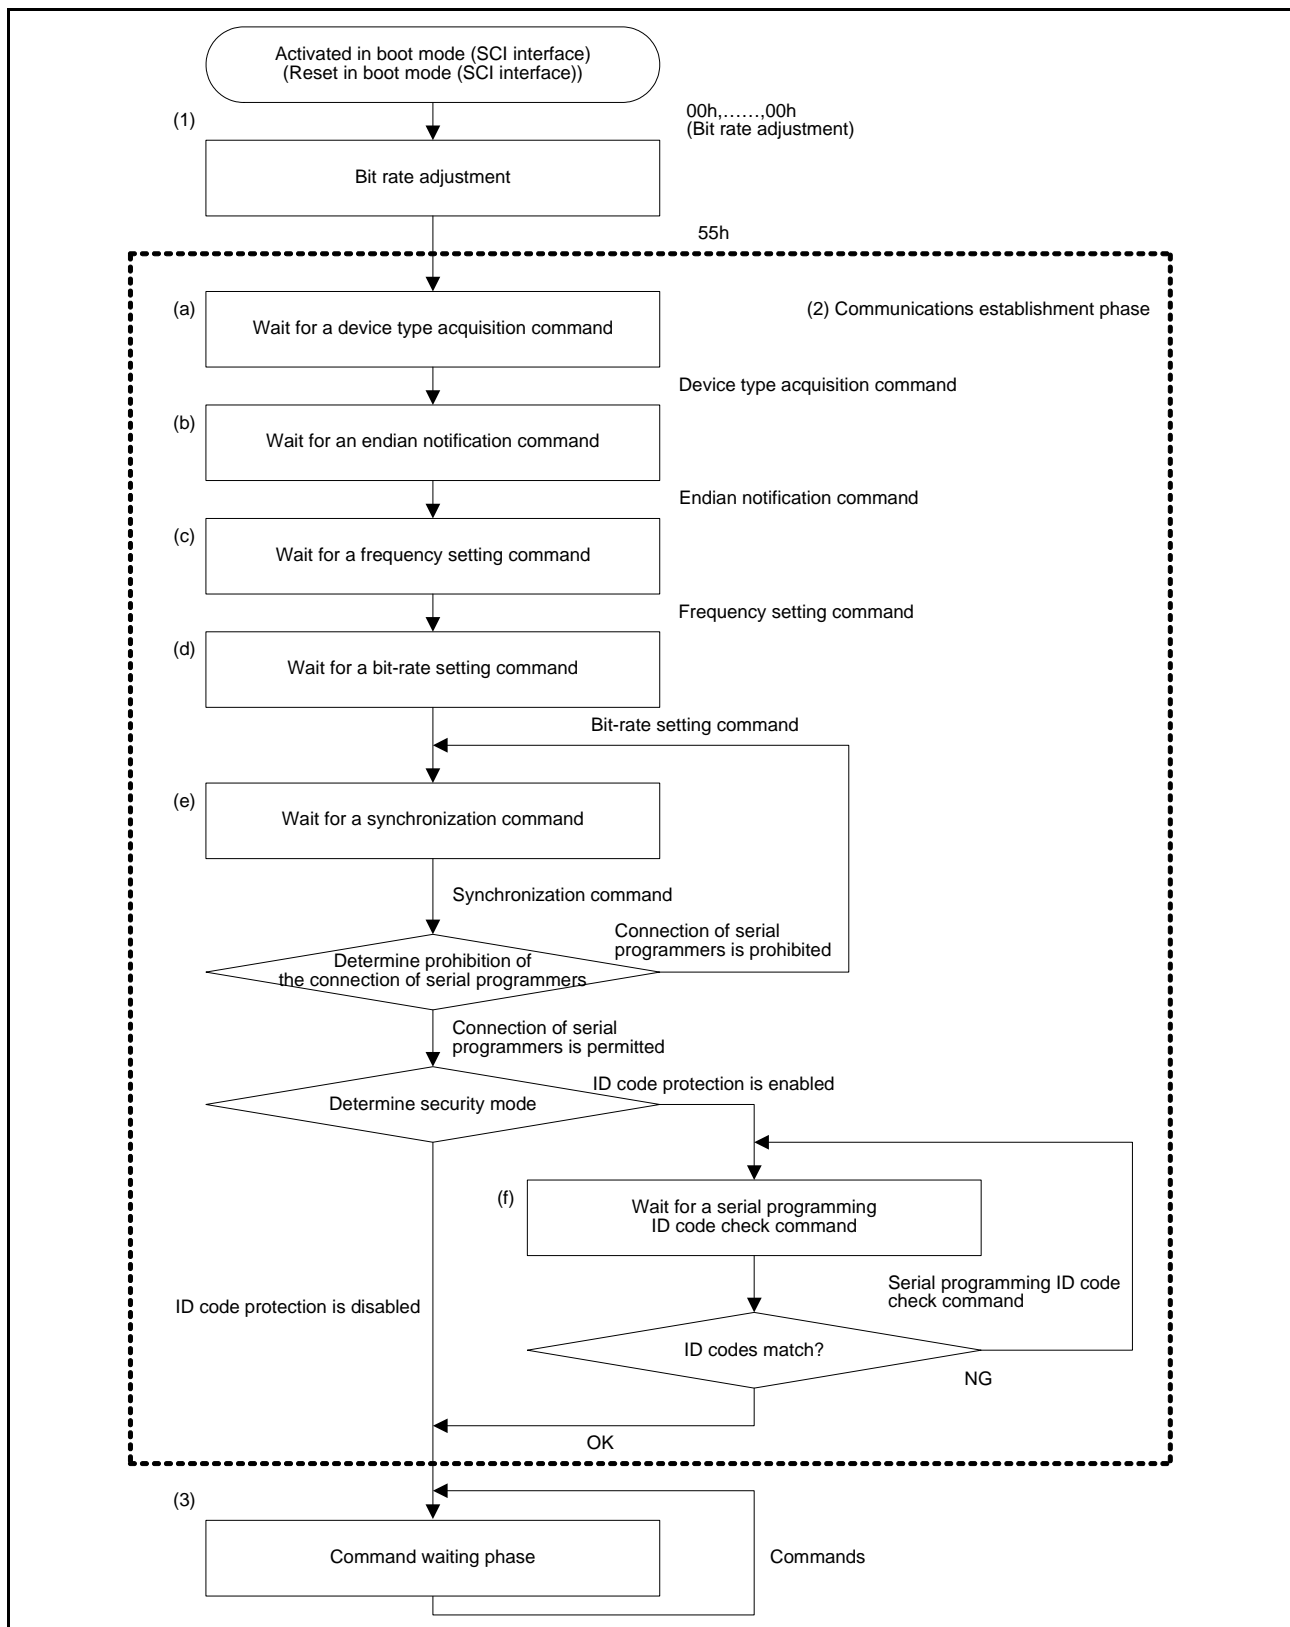 Activated in boot mode (SCI interface)
(Reset in boot mode (SCI interface))
(1)
00h,......,00h
(Bit rate adjustment)
Bit rate adjustment
55h
(a)
Wait for a device type acquisition command
(2) Communications establishment phase
Device type acquisition command
(b)
Wait for an endian notification command
Endian notification command
(c)
Wait for a frequency setting command
Frequency setting command
(d)
Wait for a bit-rate setting command
Bit-rate setting command
(e)
Wait for a synchronization command
Synchronization command
Connection of serial
programmers is prohibited
Determine prohibition of
the connection of serial programmers
Connection of serial
programmers is permitted
ID code protection is enabled
Determine security mode
(f)
Wait for a serial programming
ID code check command
Serial programming ID code
check command
ID code protection is disabled
ID codes match?
NG
OK
(3)
Command waiting phase
Commands